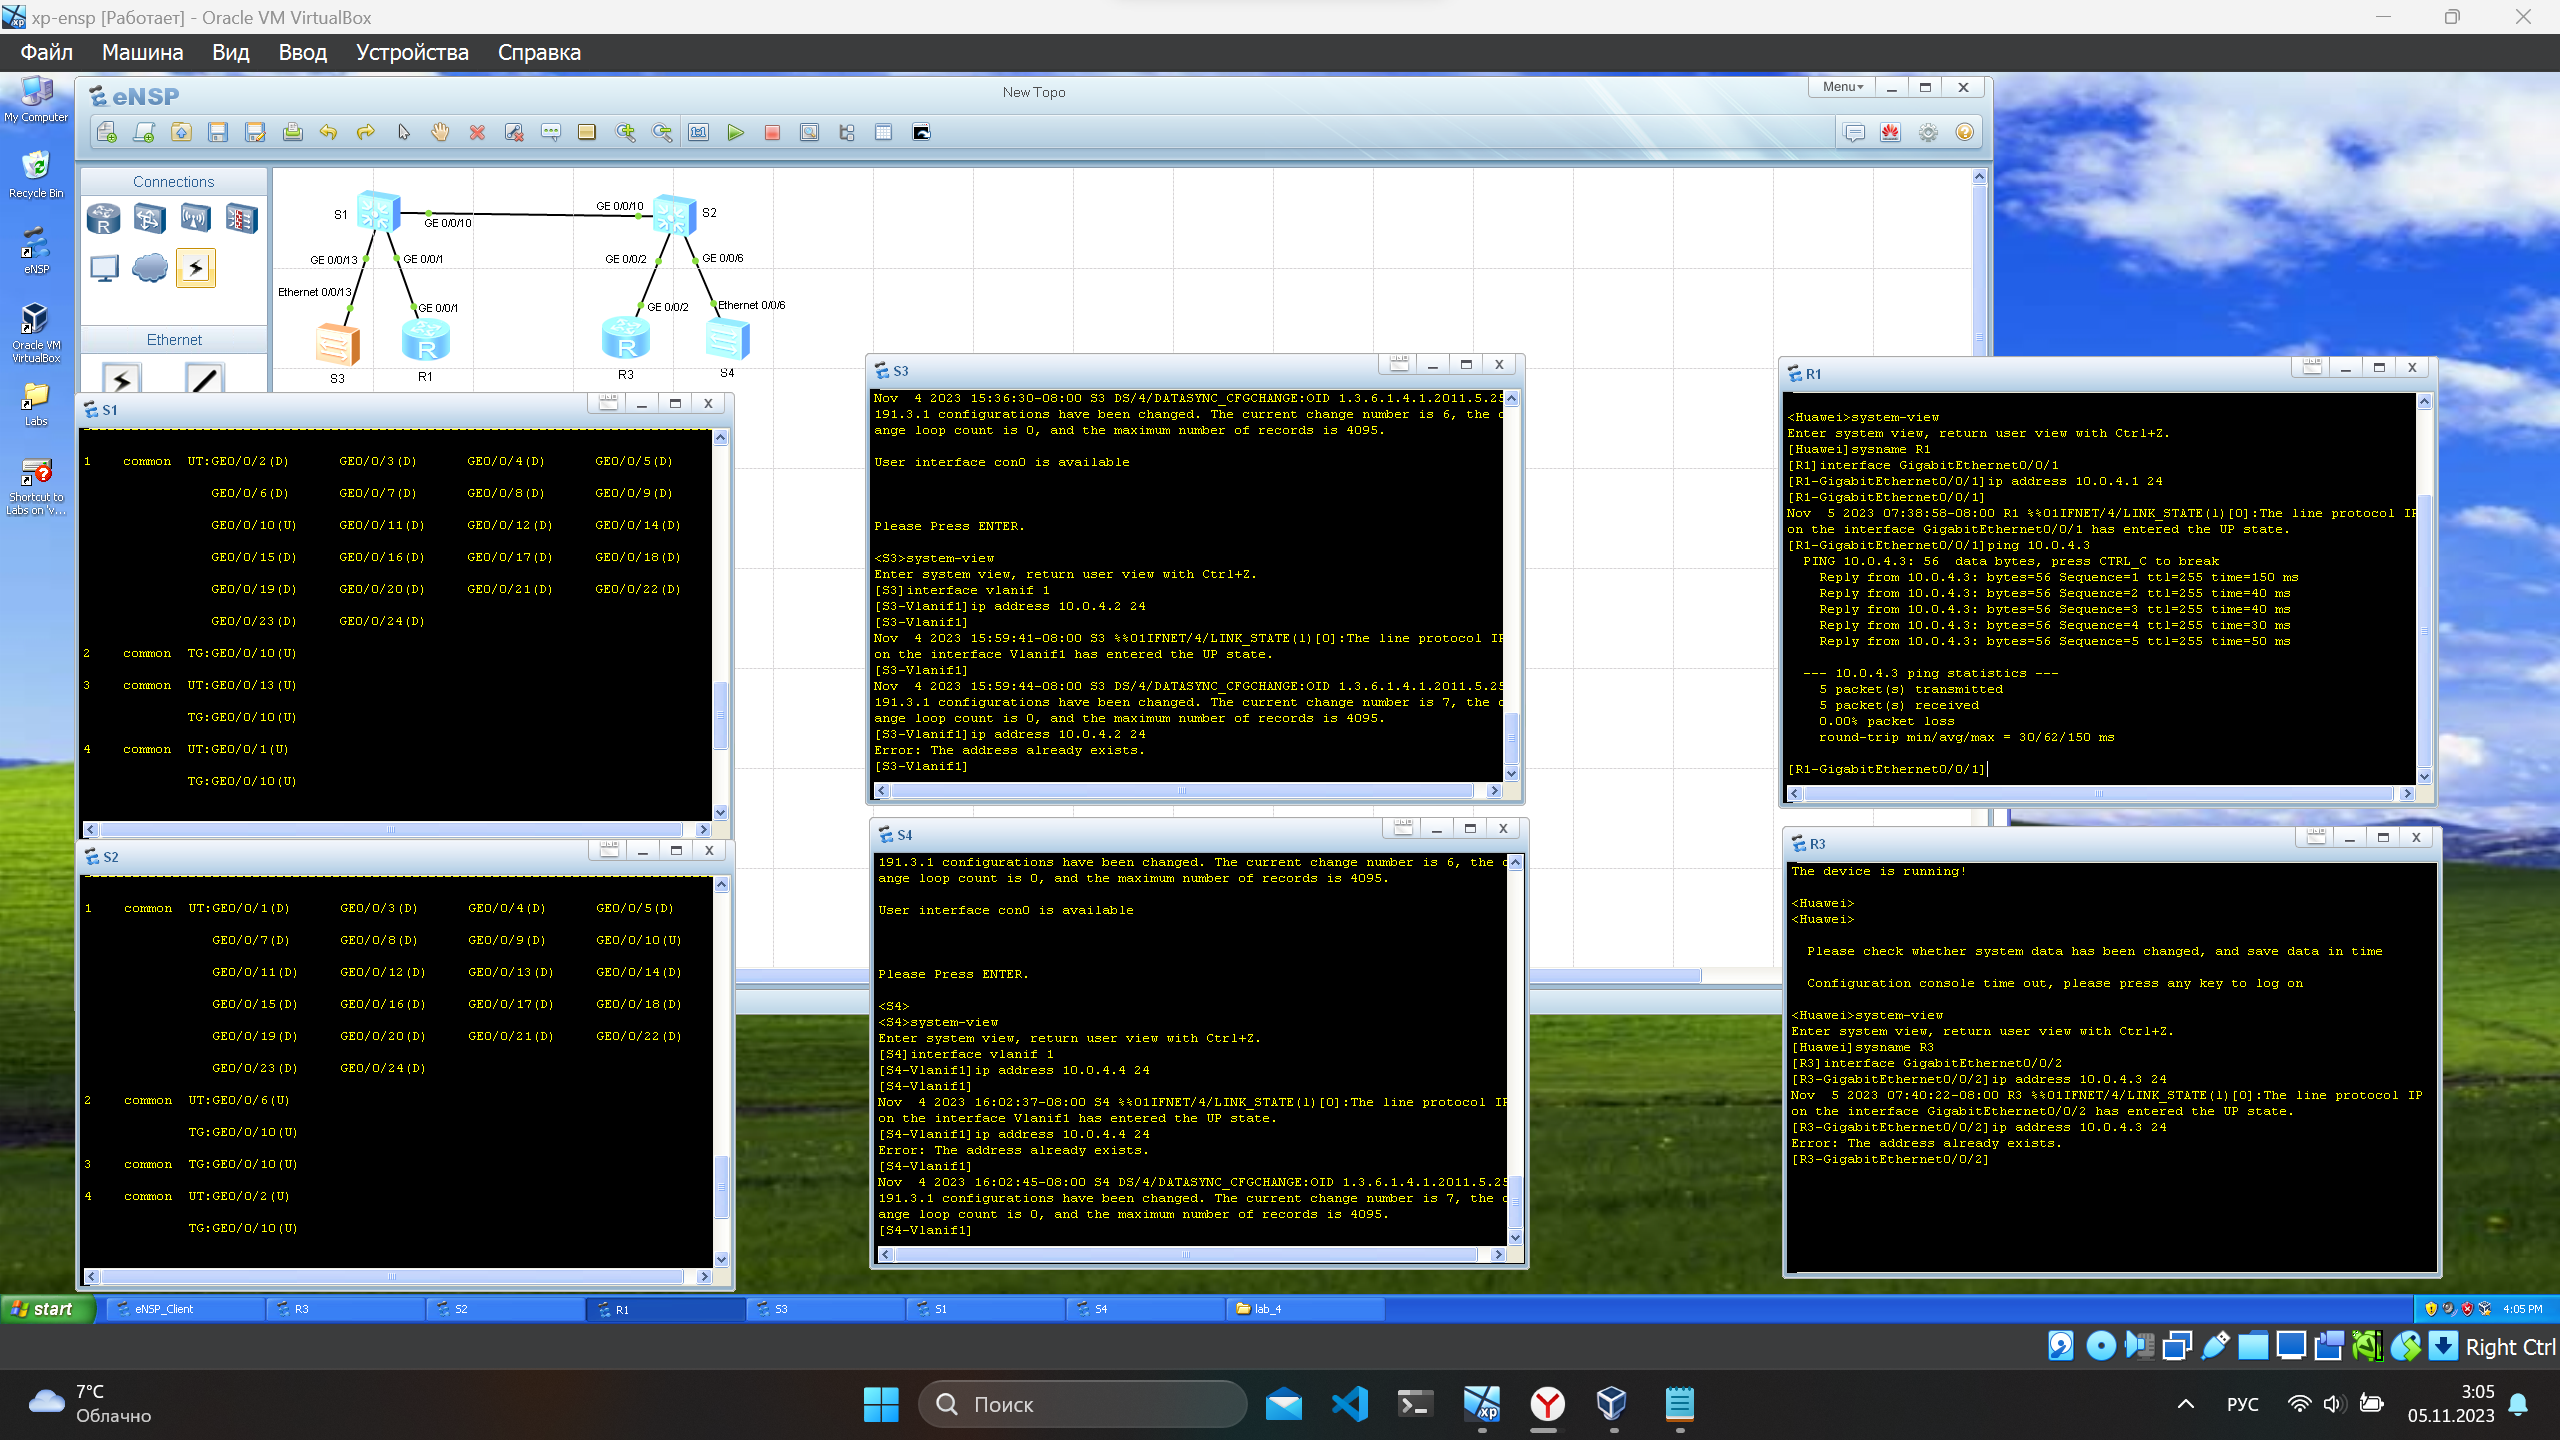 xp-ensp [Работает] - Oracle VM VirtualBox
Файл Машина Вид Ввод Устройства Справка
My Computer
Recycle Bin
eNSP
Oracle VM VirtualBox
Labs
Shortcut to Labs on 'v...
eNSP
New Topo
Menu
Connections
Ethernet
S1
GE 0/0/10
GE 0/0/10
S2
GE 0/0/13
GE 0/0/1
GE 0/0/2
GE 0/0/6
Ethernet 0/0/13
GE 0/0/1
GE 0/0/2
Ethernet 0/0/6
S3
R1
R3
S4
S1
1 common UT:GE0/0/2(D) GE0/0/3(D) GE0/0/4(D) GE0/0/5(D)
GE0/0/6(D) GE0/0/7(D) GE0/0/8(D) GE0/0/9(D)
GE0/0/10(U) GE0/0/11(D) GE0/0/12(D) GE0/0/14(D)
GE0/0/15(D) GE0/0/16(D) GE0/0/17(D) GE0/0/18(D)
GE0/0/19(D) GE0/0/20(D) GE0/0/21(D) GE0/0/22(D)
GE0/0/23(D) GE0/0/24(D)
2 common TG:GE0/0/10(U)
3 common UT:GE0/0/13(U)
TG:GE0/0/10(U)
4 common UT:GE0/0/1(U)
TG:GE0/0/10(U)
S2
1 common UT:GE0/0/1(D) GE0/0/3(D) GE0/0/4(D) GE0/0/5(D)
GE0/0/7(D) GE0/0/8(D) GE0/0/9(D) GE0/0/10(U)
GE0/0/11(D) GE0/0/12(D) GE0/0/13(D) GE0/0/14(D)
GE0/0/15(D) GE0/0/16(D) GE0/0/17(D) GE0/0/18(D)
GE0/0/19(D) GE0/0/20(D) GE0/0/21(D) GE0/0/22(D)
GE0/0/23(D) GE0/0/24(D)
2 common UT:GE0/0/6(U)
TG:GE0/0/10(U)
3 common TG:GE0/0/10(U)
4 common UT:GE0/0/2(U)
TG:GE0/0/10(U)
S3
Nov 4 2023 15:36:30-08:00 S3 DS/4/DATASYNC_CFGCHANGE:OID 1.3.6.1.4.1.2011.5.25
191.3.1 configurations have been changed. The current change number is 6, the c
ange loop count is 0, and the maximum number of records is 4095.
User interface con0 is available
Please Press ENTER.
<S3>system-view
Enter system view, return user view with Ctrl+Z.
[S3]interface vlanif 1
[S3-Vlanif1]ip address 10.0.4.2 24
[S3-Vlanif1]
Nov 4 2023 15:59:41-08:00 S3 %%01IFNET/4/LINK_STATE(l)[0]:The line protocol IP
on the interface Vlanif1 has entered the UP state.
[S3-Vlanif1]
Nov 4 2023 15:59:44-08:00 S3 DS/4/DATASYNC_CFGCHANGE:OID 1.3.6.1.4.1.2011.5.25
191.3.1 configurations have been changed. The current change number is 7, the c
ange loop count is 0, and the maximum number of records is 4095.
[S3-Vlanif1]ip address 10.0.4.2 24
Error: The address already exists.
[S3-Vlanif1]
S4
191.3.1 configurations have been changed. The current change number is 6, the c
ange loop count is 0, and the maximum number of records is 4095.
User interface con0 is available
Please Press ENTER.
<S4>
<S4>system-view
Enter system view, return user view with Ctrl+Z.
[S4]interface vlanif 1
[S4-Vlanif1]ip address 10.0.4.4 24
[S4-Vlanif1]
Nov 4 2023 16:02:37-08:00 S4 %%01IFNET/4/LINK_STATE(l)[0]:The line protocol IP
on the interface Vlanif1 has entered the UP state.
[S4-Vlanif1]ip address 10.0.4.4 24
Error: The address already exists.
[S4-Vlanif1]
Nov 4 2023 16:02:45-08:00 S4 DS/4/DATASYNC_CFGCHANGE:OID 1.3.6.1.4.1.2011.5.25
191.3.1 configurations have been changed. The current change number is 7, the c
ange loop count is 0, and the maximum number of records is 4095.
[S4-Vlanif1]
R1
<Huawei>system-view
Enter system view, return user view with Ctrl+Z.
[Huawei]sysname R1
[R1]interface GigabitEthernet0/0/1
[R1-GigabitEthernet0/0/1]ip address 10.0.4.1 24
[R1-GigabitEthernet0/0/1]
Nov 5 2023 07:38:58-08:00 R1 %%01IFNET/4/LINK_STATE(l)[0]:The line protocol IP
on the interface GigabitEthernet0/0/1 has entered the UP state.
[R1-GigabitEthernet0/0/1]ping 10.0.4.3
PING 10.0.4.3: 56 data bytes, press CTRL_C to break
Reply from 10.0.4.3: bytes=56 Sequence=1 ttl=255 time=150 ms
Reply from 10.0.4.3: bytes=56 Sequence=2 ttl=255 time=40 ms
Reply from 10.0.4.3: bytes=56 Sequence=3 ttl=255 time=40 ms
Reply from 10.0.4.3: bytes=56 Sequence=4 ttl=255 time=30 ms
Reply from 10.0.4.3: bytes=56 Sequence=5 ttl=255 time=50 ms
--- 10.0.4.3 ping statistics ---
5 packet(s) transmitted
5 packet(s) received
0.00% packet loss
round-trip min/avg/max = 30/62/150 ms
[R1-GigabitEthernet0/0/1]
R3
The device is running!
<Huawei>
<Huawei>
Please check whether system data has been changed, and save data in time
Configuration console time out, please press any key to log on
<Huawei>system-view
Enter system view, return user view with Ctrl+Z.
[Huawei]sysname R3
[R3]interface GigabitEthernet0/0/2
[R3-GigabitEthernet0/0/2]ip address 10.0.4.3 24
Nov 5 2023 07:40:22-08:00 R3 %%01IFNET/4/LINK_STATE(l)[0]:The line protocol IP
on the interface GigabitEthernet0/0/2 has entered the UP state.
[R3-GigabitEthernet0/0/2]ip address 10.0.4.3 24
Error: The address already exists.
[R3-GigabitEthernet0/0/2]
start eNSP_Client R3 S2 R1 S3 S1 S4 lab_4 4:05 PM
Right Ctrl
7°C
Облачно
Поиск
РУС
3:05
05.11.2023